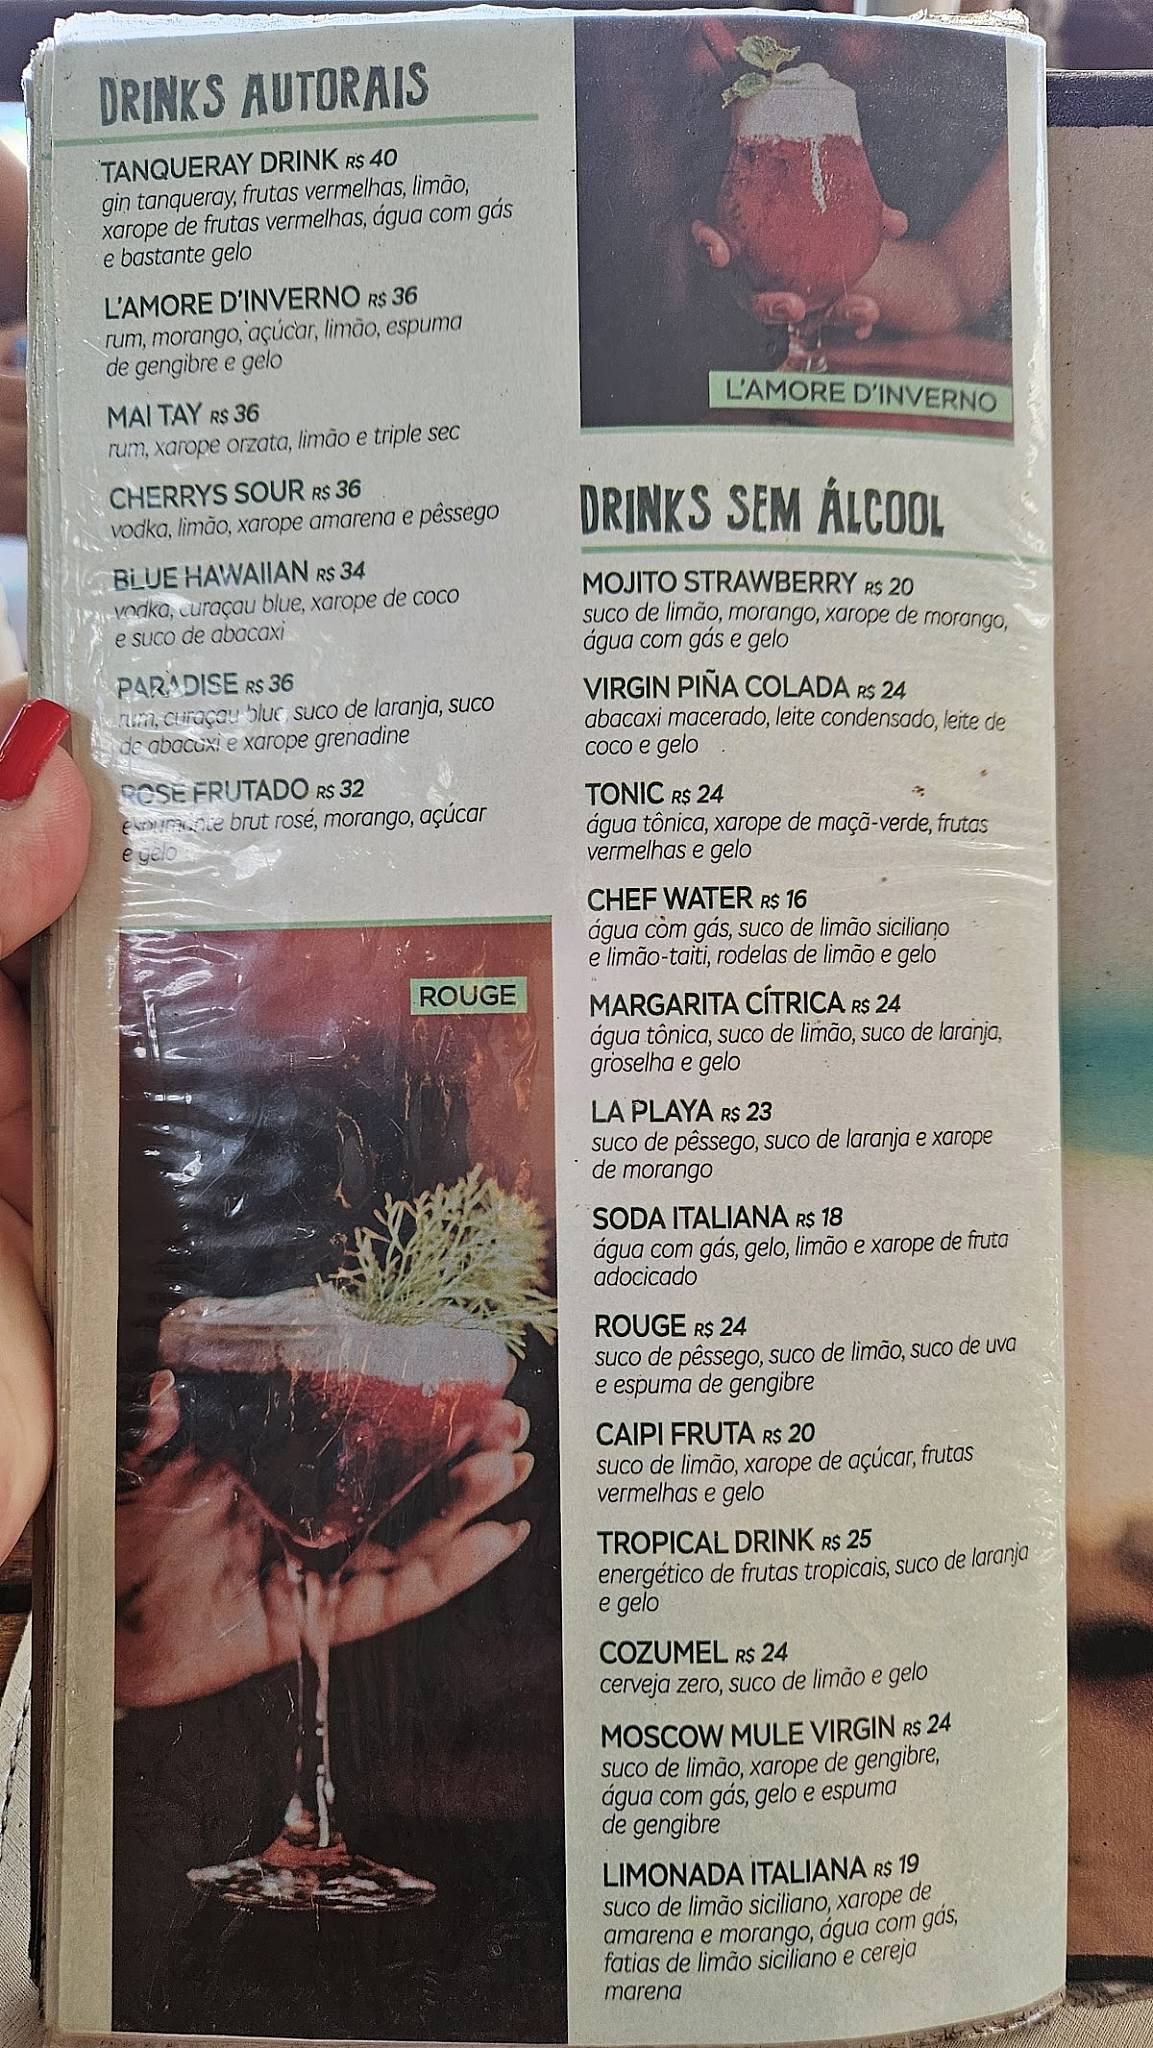 DRINKS AUTORAIS
TANQUERAY DRINK R$ 40
gin tanqueray, frutas vermelhas, limão,
xarope de frutas vermelhas, água com gás
e bastante gelo
L'AMORE D'INVERNO R$ 36
rum, morango, açúcar, limão, espuma
de gengibre e gelo
MAI TAY R$ 36
rum, xarope orzata, limão e triple sec
CHERRYS SOUR R$ 36
vodka, limão, xarope amarena e pêssego
BLUE HAWAIIAN R$ 34
vodka, curaçau blue, xarope de coco
e suco de abacaxi
PARADISE R$ 36
rum, curaçau blue, suco de laranja, suco
de abacaxi e xarope grenadine
ROSE FRUTADO R$ 32
espumante brut rosé, morango, açúcar
e gelo
ROUGE
L'AMORE D'INVERNO
DRINKS SEM ÁLCOOL
MOJITO STRAWBERRY R$ 20
suco de limão, morango, xarope de morango,
água com gás e gelo
VIRGIN PIÑA COLADA R$ 24
abacaxi macerado, leite condensado, leite de
coco e gelo
TONIC R$ 24
água tônica, xarope de maçã-verde, frutas
vermelhas e gelo
CHEF WATER R$ 16
água com gás, suco de limão siciliano
e limão-taiti, rodelas de limão e gelo
MARGARITA CÍTRICA R$ 24
água tônica, suco de limão, suco de laranja,
groselha e gelo
LA PLAYA R$ 23
suco de pêssego, suco de laranja e xarope
de morango
SODA ITALIANA R$ 18
água com gás, gelo, limão e xarope de fruta
adocicado
ROUGE R$ 24
suco de pêssego, suco de limão, suco de uva
e espuma de gengibre
CAIPI FRUTA R$ 20
suco de limão, xarope de açúcar, frutas
vermelhas e gelo
TROPICAL DRINK R$ 25
energético de frutas tropicais, suco de laranja
e gelo
COZUMEL R$ 24
cerveja zero, suco de limão e gelo
MOSCOW MULE VIRGIN R$ 24
suco de limão, xarope de gengibre,
água com gás, gelo e espuma
de gengibre
LIMONADA ITALIANA R$ 19
suco de limão siciliano, xarope de
amarena e morango, água com gás,
fatias de limão siciliano e cereja
marena